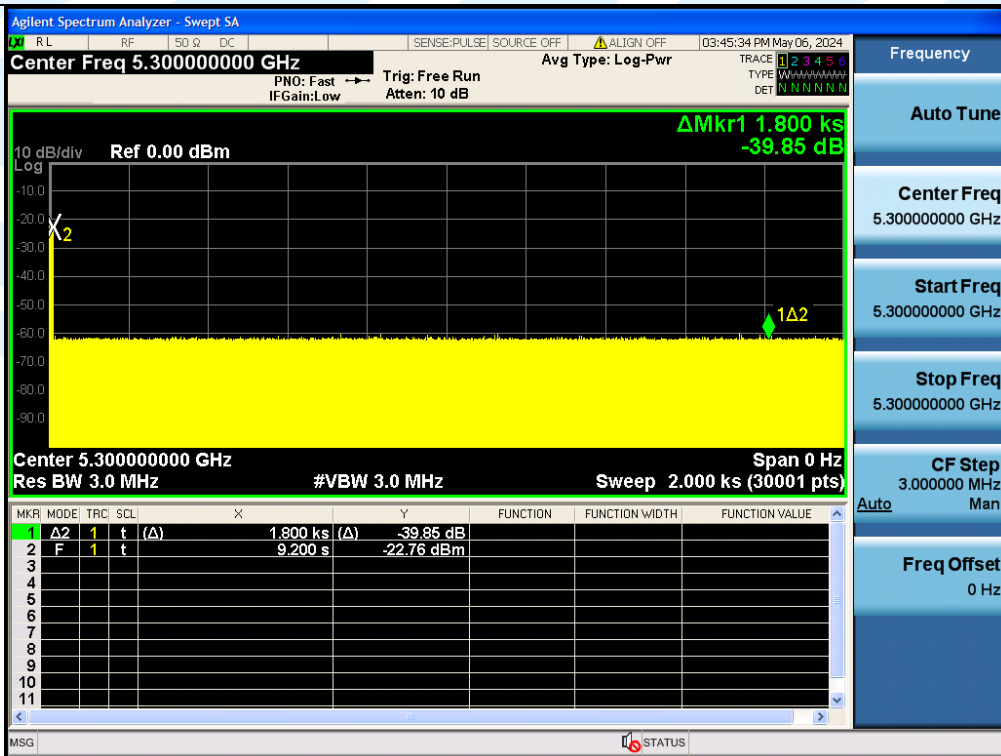 Agilent Spectrum Analyzer - Swept SA
LXI RL RF 50 Ω DC SENSE:PULSE SOURCE OFF ALIGN OFF 03:45:34 PM May 06, 2024
Center Freq 5.300000000 GHz
PNO: Fast
IFGain:Low
Trig: Free Run
Atten: 10 dB
Avg Type: Log-Pwr
TRACE 1 2 3 4 5 6
TYPE
DET N N N N N N
ΔMkr1 1.800 ks
-39.85 dB
10 dB/div Ref 0.00 dBm
Log
-10.0
-20.0
-30.0
-40.0
-50.0
-60.0
-70.0
-80.0
-90.0
X2
1Δ2
Center 5.300000000 GHz Span 0 Hz
Res BW 3.0 MHz #VBW 3.0 MHz Sweep 2.000 ks (30001 pts)
MKR MODE TRC SCL X Y FUNCTION FUNCTION WIDTH FUNCTION VALUE
1 Δ2 1 t (Δ) 1.800 ks (Δ) -39.85 dB
2 F 1 t 9.200 s -22.76 dBm
3
4
5
6
7
8
9
10
11
MSG STATUS
Frequency
Auto Tune
Center Freq
5.300000000 GHz
Start Freq
5.300000000 GHz
Stop Freq
5.300000000 GHz
CF Step
3.000000 MHz
Auto Man
Freq Offset
0 Hz